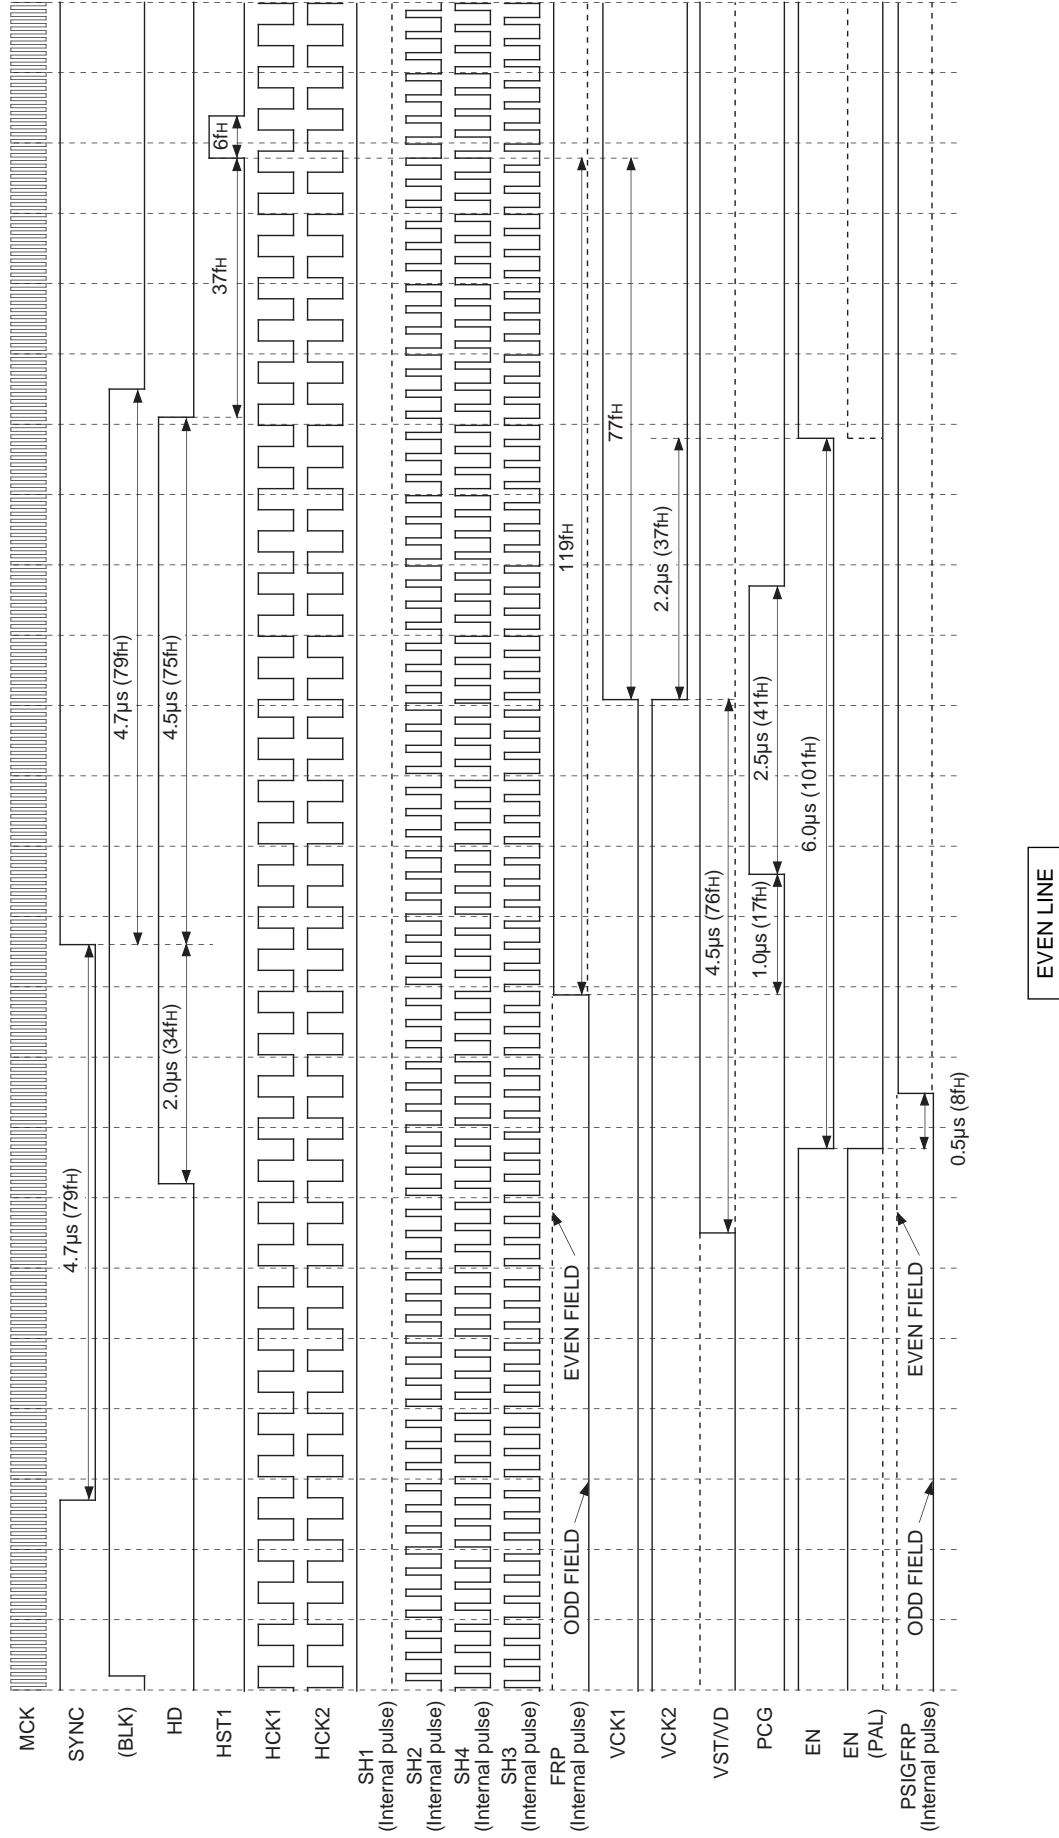 MCK
SYNC
(BLK)
HD
HST1
HCK1
HCK2
SH1
(Internal pulse)
SH2
(Internal pulse)
SH4
(Internal pulse)
SH3
(Internal pulse)
FRP
(Internal pulse)
VCK1
VCK2
VST/VD
PCG
EN
EN
(PAL)
PSIGFRP
(Internal pulse)
4.7µs (79fH)
4.7µs (79fH)
2.0µs (34fH)
4.5µs (75fH)
37fH
6fH
ODD FIELD
EVEN FIELD
119fH
77fH
2.2µs (37fH)
4.5µs (76fH)
1.0µs (17fH)
2.5µs (41fH)
6.0µs (101fH)
ODD FIELD
EVEN FIELD
0.5µs (8fH)
EVEN LINE